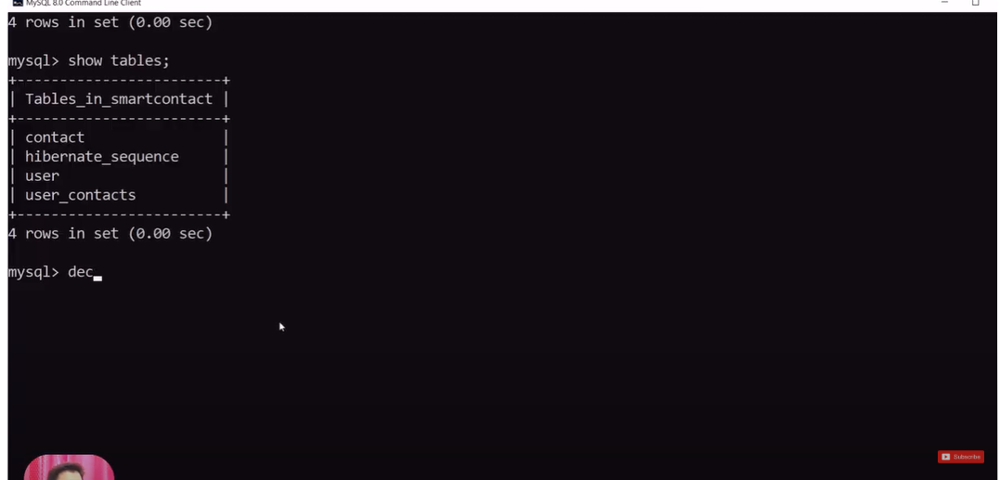 MySQL 8.0 Command Line Client
4 rows in set (0.00 sec)
mysql> show tables;
+------------------------+
| Tables_in_smartcontact |
+------------------------+
| contact |
| hibernate_sequence |
| user |
| user_contacts |
+------------------------+
4 rows in set (0.00 sec)
mysql> dec_
Subscribe